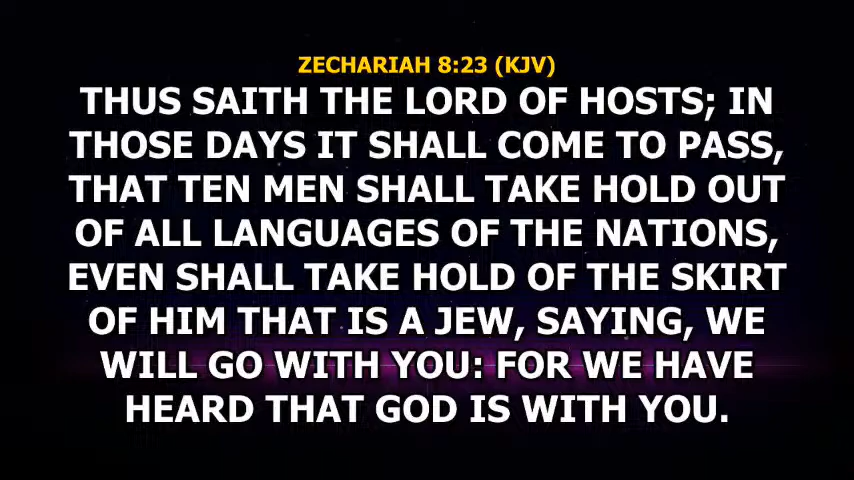 ZECHARIAH 8:23 (KJV)
THUS SAITH THE LORD OF HOSTS; IN
THOSE DAYS IT SHALL COME TO PASS,
THAT TEN MEN SHALL TAKE HOLD OUT
OF ALL LANGUAGES OF THE NATIONS,
EVEN SHALL TAKE HOLD OF THE SKIRT
OF HIM THAT IS A JEW, SAYING, WE
WILL GO WITH YOU: FOR WE HAVE
HEARD THAT GOD IS WITH YOU.